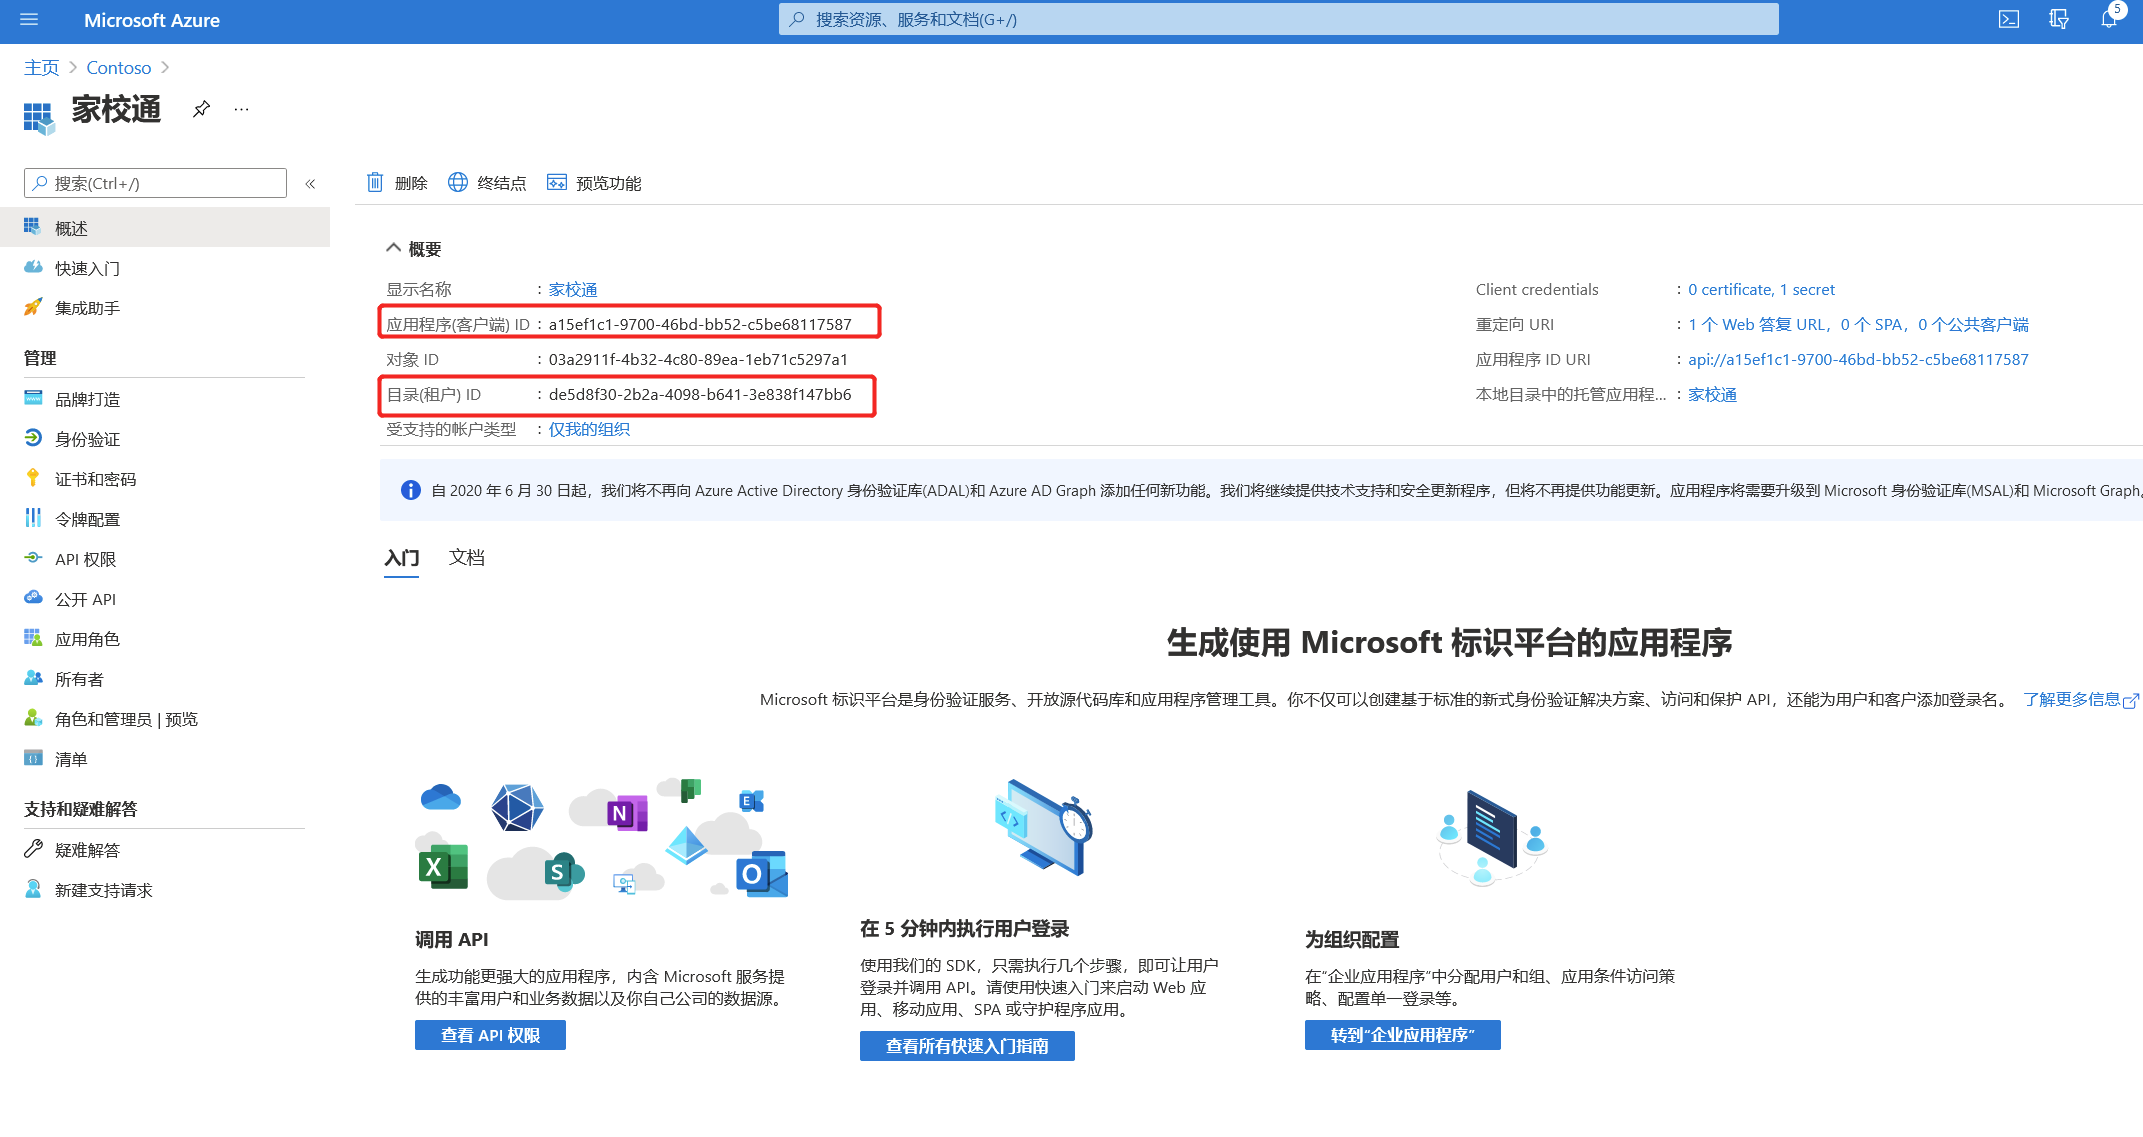 Microsoft Azure
搜索资源、服务和文档(G+/)
5
主页 > Contoso >
家校通
...
搜索(Ctrl+/)
«
删除 终结点 预览功能
概述
快速入门
集成助手
管理
品牌打造
身份验证
证书和密码
令牌配置
API 权限
公开 API
应用角色
所有者
角色和管理员 | 预览
清单
支持和疑难解答
疑难解答
新建支持请求
概要
显示名称 : 家校通
应用程序(客户端) ID : a15ef1c1-9700-46bd-bb52-c5be68117587
对象 ID : 03a2911f-4b32-4c80-89ea-1eb71c5297a1
目录(租户) ID : de5d8f30-2b2a-4098-b641-3e838f147bb6
受支持的帐户类型 : 仅我的组织
Client credentials : 0 certificate, 1 secret
重定向 URI : 1 个 Web 答复 URL，0 个 SPA，0 个公共客户端
应用程序 ID URI : api://a15ef1c1-9700-46bd-bb52-c5be68117587
本地目录中的托管应用程... : 家校通
自 2020 年 6 月 30 日起，我们将不再向 Azure Active Directory 身份验证库(ADAL)和 Azure AD Graph 添加任何新功能。我们将继续提供技术支持和安全更新程序，但将不再提供功能更新。应用程序将需要升级到 Microsoft 身份验证库(MSAL)和 Microsoft Graph。
入门 文档
生成使用 Microsoft 标识平台的应用程序
Microsoft 标识平台是身份验证服务、开放源代码库和应用程序管理工具。你不仅可以创建基于标准的新式身份验证解决方案、访问和保护 API，还能为用户和客户添加登录名。 了解更多信息
N
E
X
S
O
调用 API
生成功能更强大的应用程序，内含 Microsoft 服务提
供的丰富用户和业务数据以及你自己公司的数据源。
查看 API 权限
在 5 分钟内执行用户登录
使用我们的 SDK，只需执行几个步骤，即可让用户
登录并调用 API。请使用快速入门来启动 Web 应
用、移动应用、SPA 或守护程序应用。
查看所有快速入门指南
为组织配置
在“企业应用程序”中分配用户和组、应用条件访问策
略、配置单一登录等。
转到“企业应用程序”